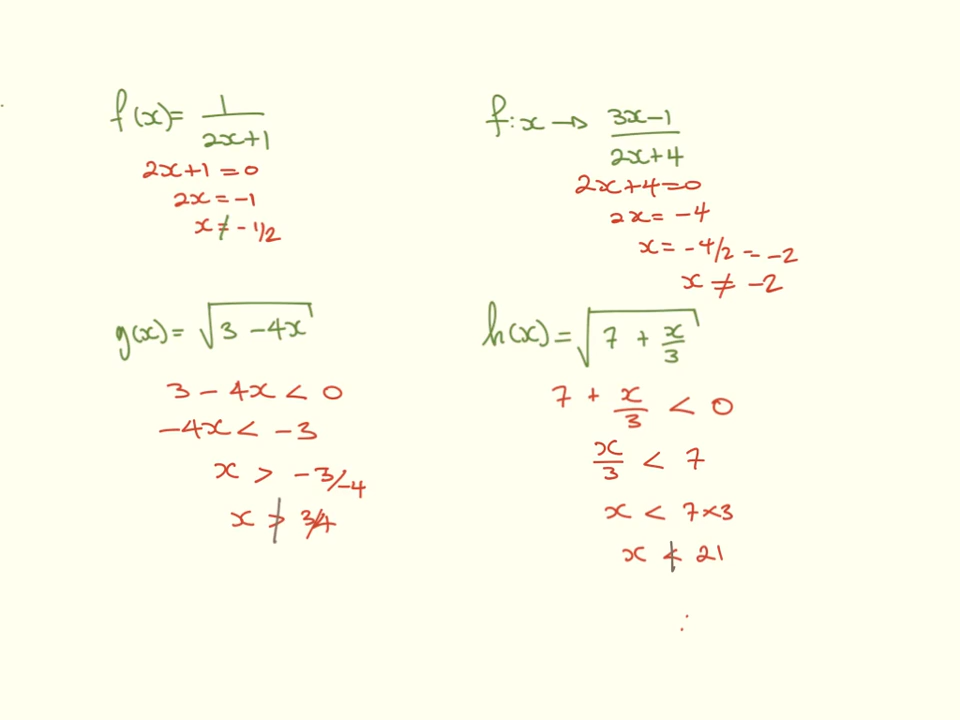 f(x) = 1/(2x+1)
2x+1 = 0
2x = -1
x ≠ -1/2
f: x → (3x-1)/(2x+4)
2x+4=0
2x = -4
x = -4/2 = -2
x ≠ -2
g(x) = √(3 - 4x)
3 - 4x < 0
-4x < -3
x > -3/-4
x ≯ 3/4
h(x) = √(7 + x/3)
7 + x/3 < 0
x/3 < 7
x < 7×3
x ≮ 21